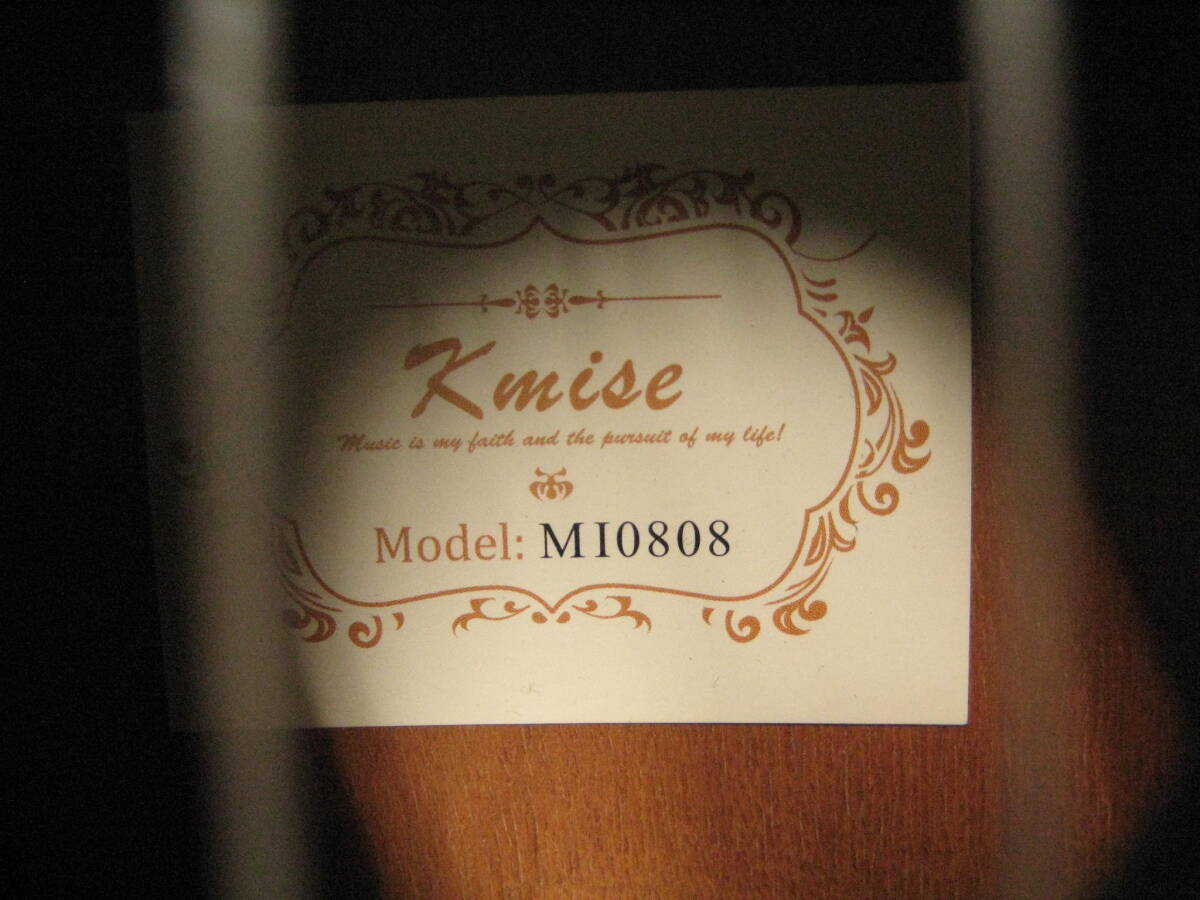 Kmise
Music is my faith and the pursuit of my life!
Model: MI0808